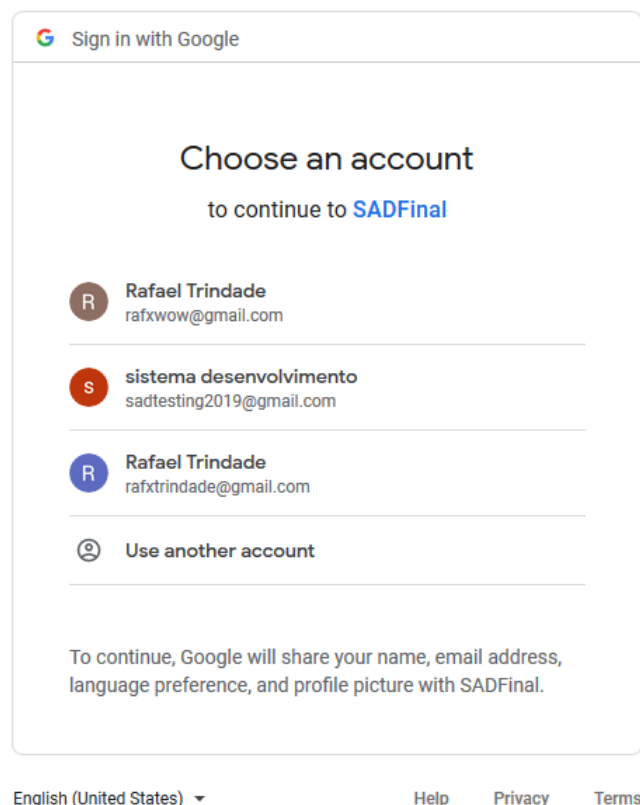 Sign in with Google
Choose an account
to continue to SADFinal
R
Rafael Trindade
rafxwow@gmail.com
s
sistema desenvolvimento
sadtesting2019@gmail.com
R
Rafael Trindade
rafxtrindade@gmail.com
Use another account
To continue, Google will share your name, email address,
language preference, and profile picture with SADFinal.
English (United States) Help Privacy Terms